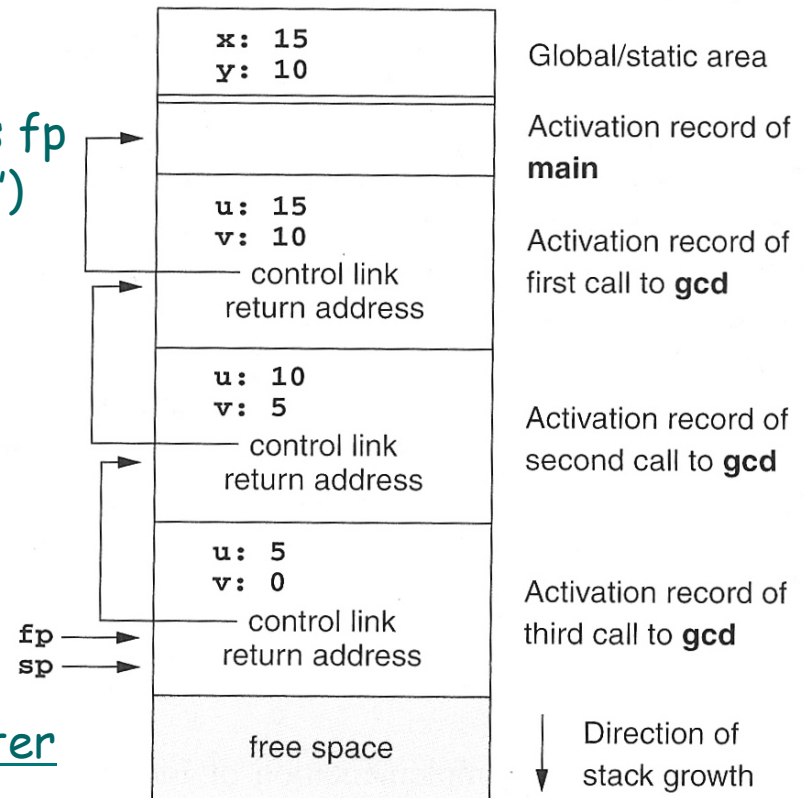 x: 15
y: 10
Global/static area
fp
")
Activation record of
main
u: 15
v: 10
control link
return address
Activation record of
first call to gcd
u: 10
v: 5
control link
return address
Activation record of
second call to gcd
u: 5
v: 0
control link
return address
Activation record of
third call to gcd
fp
sp
ter
free space
Direction of
stack growth